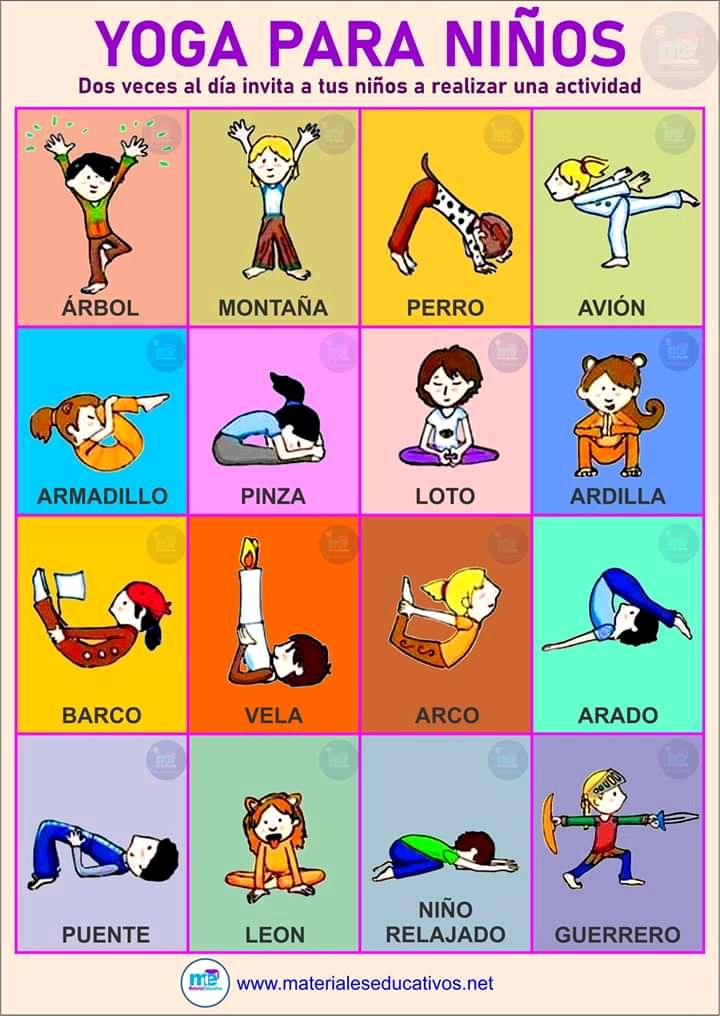 YOGA PARA NIÑOS
Dos veces al día invita a tus niños a realizar una actividad
ÁRBOL
MONTAÑA
PERRO
AVIÓN
ARMADILLO
PINZA
LOTO
ARDILLA
BARCO
VELA
ARCO
ARADO
PUENTE
LEON
NIÑO
RELAJADO
GUERRERO
me
www.materialeseducativos.net